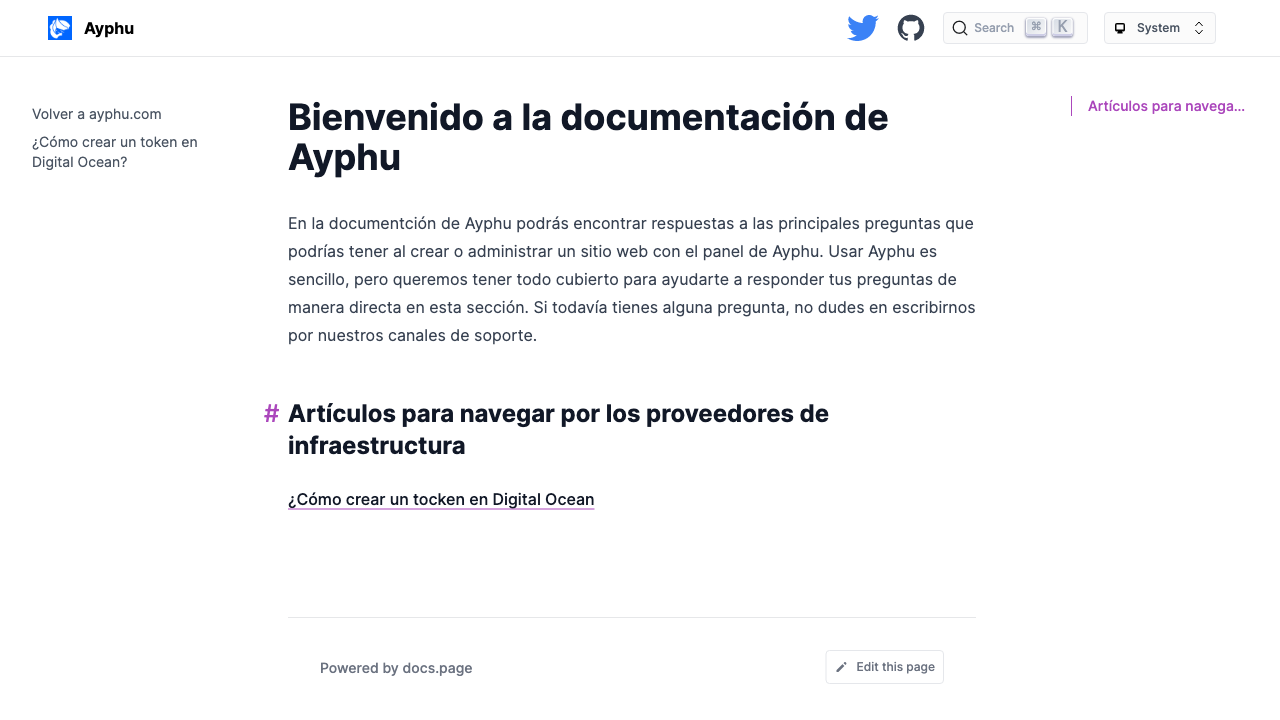 Ayphu
Search ⌘ K
System
Volver a ayphu.com
¿Cómo crear un token en
Digital Ocean?
Bienvenido a la documentación de
Ayphu
En la documentción de Ayphu podrás encontrar respuestas a las principales preguntas que
podrías tener al crear o administrar un sitio web con el panel de Ayphu. Usar Ayphu es
sencillo, pero queremos tener todo cubierto para ayudarte a responder tus preguntas de
manera directa en esta sección. Si todavía tienes alguna pregunta, no dudes en escribirnos
por nuestros canales de soporte.
# Artículos para navegar por los proveedores de
infraestructura
¿Cómo crear un tocken en Digital Ocean
Artículos para navega...
Powered by docs.page
Edit this page